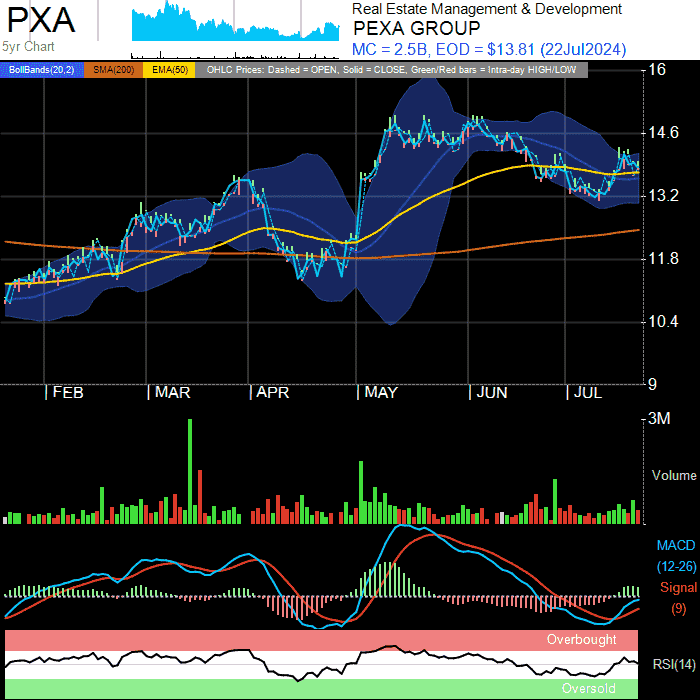 PXA
5yr Chart
Real Estate Management & Development
PEXA GROUP
MC = 2.5B, EOD = $13.81 (22Jul2024)
BollBands(20,2) SMA(200) EMA(50) OHLC Prices: Dashed = OPEN, Solid = CLOSE, Green/Red bars = Intra-day HIGH/LOW
16
14.6
13.2
11.8
10.4
9
FEB MAR APR MAY JUN JUL
3M
Volume
MACD
(12-26)
Signal
(9)
Overbought
RSI(14)
Oversold